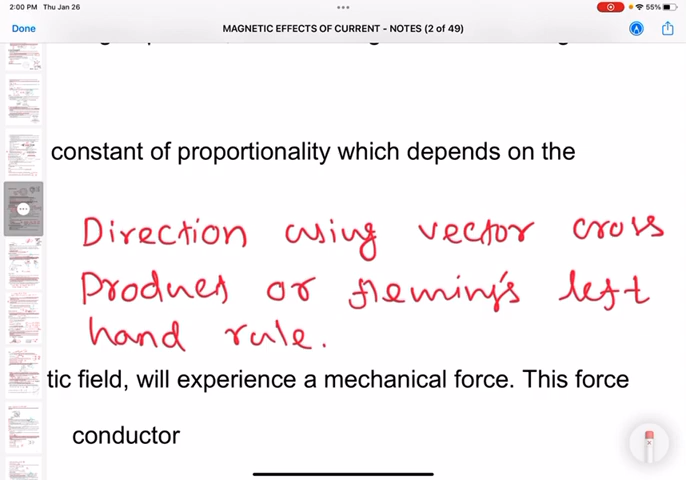 2:00 PM Thu Jan 26
55%
Done
MAGNETIC EFFECTS OF CURRENT - NOTES (2 of 49)
constant of proportionality which depends on the
Direction using vector cross
Product or fleming's left
hand rule.
tic field, will experience a mechanical force. This force
conductor